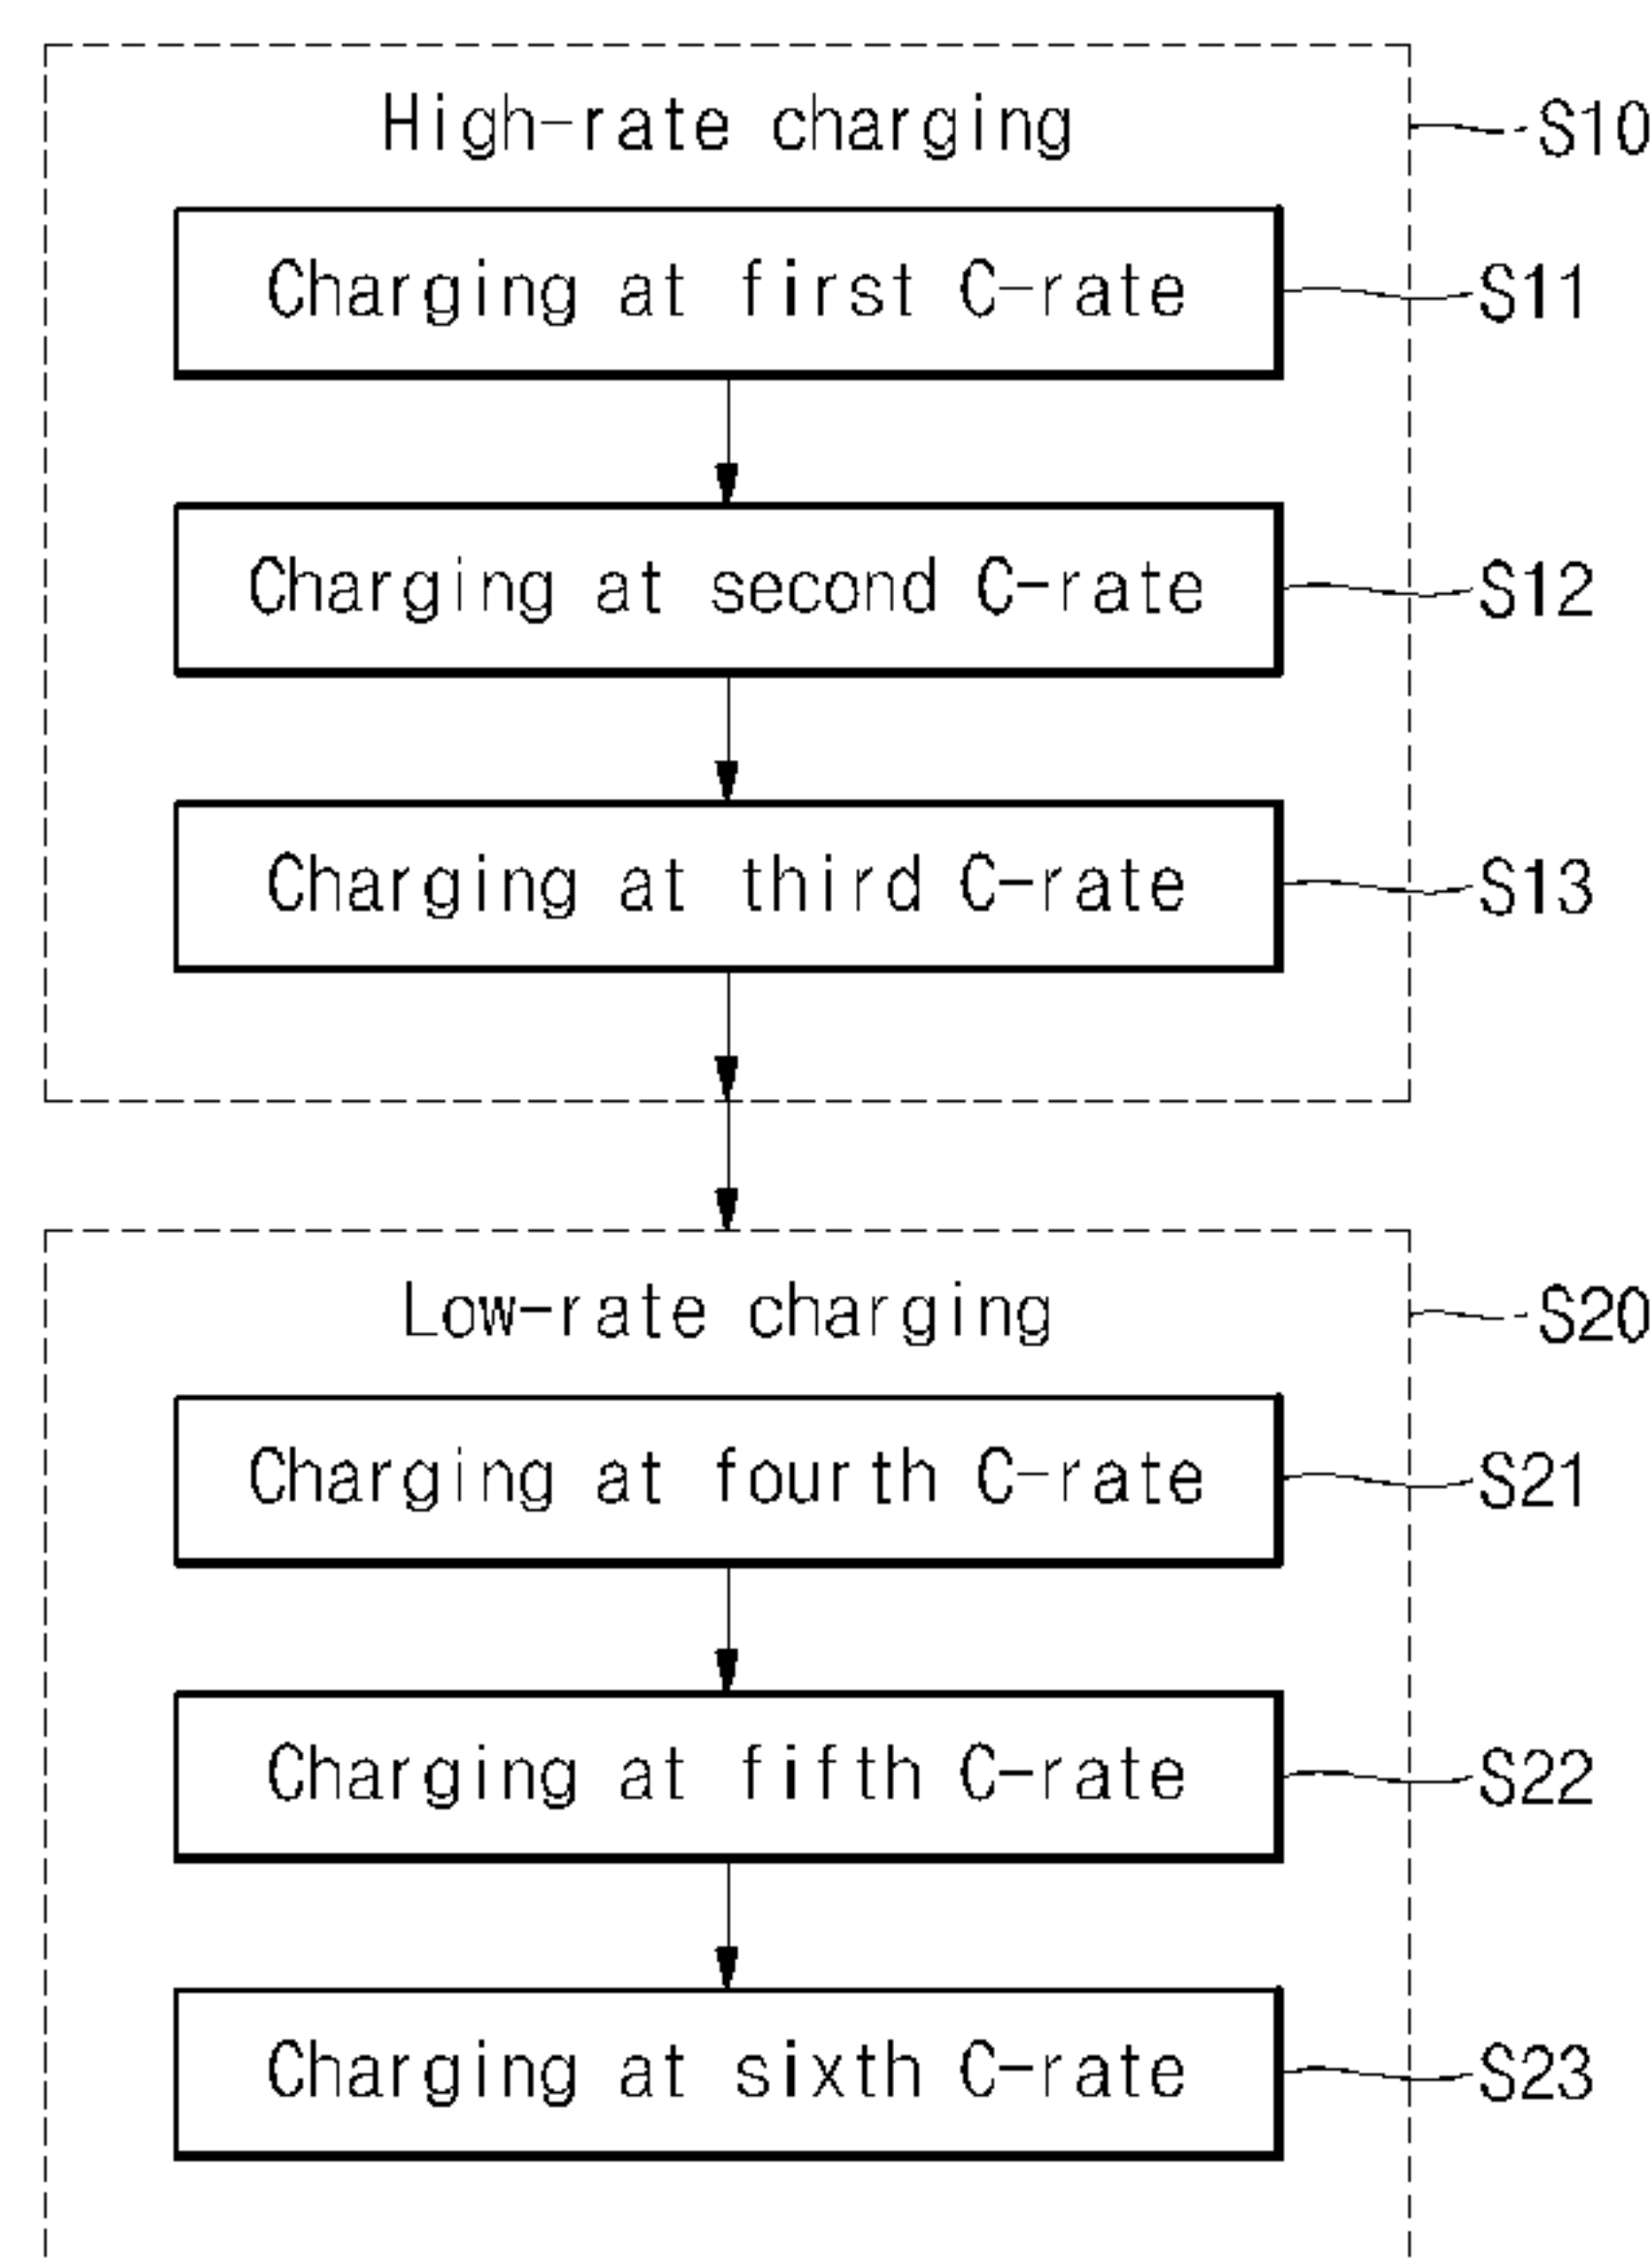 High-rate charging
S10
Charging at first C-rate
S11
Charging at second C-rate
S12
Charging at third C-rate
S13
Low-rate charging
S20
Charging at fourth C-rate
S21
Charging at fifth C-rate
S22
Charging at sixth C-rate
S23